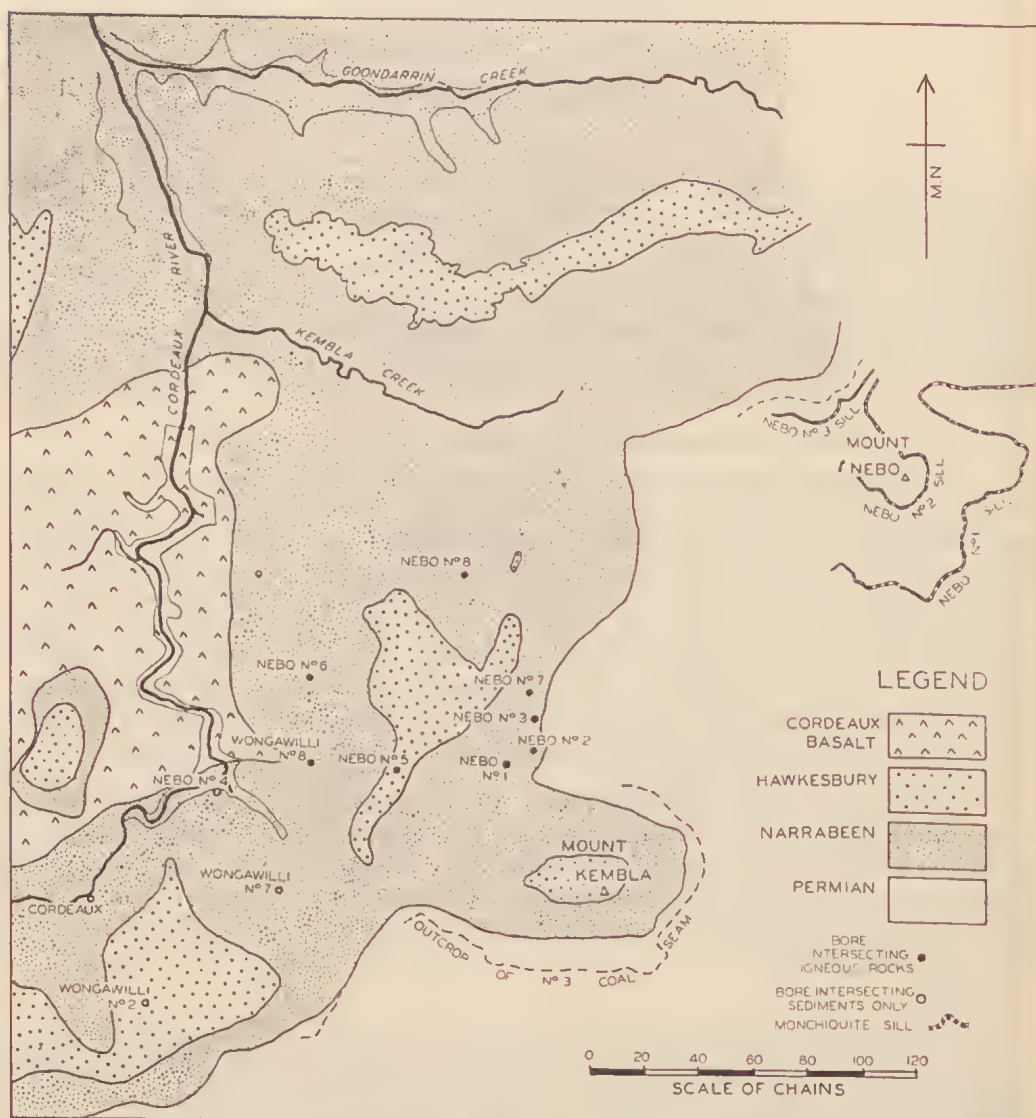 GOONDARRIN CREEK
CORDEAUX RIVER
KEMBLA CREEK
M.N
NEBO Nº 3 SILL
MOUNT
NEBO
NEBO Nº 2 SILL
NEBO Nº 1 SILL
NEBO Nº 8
NEBO Nº 6
NEBO Nº 7
NEBO Nº 3
NEBO Nº 2
WONGAWILLI
Nº 8
NEBO Nº 5
NEBO
Nº 1
NEBO Nº 4
MOUNT
KEMBLA
WONGAWILLI
Nº 7
CORDEAUX
OUTCROP OF Nº 3 COAL SEAM
WONGAWILLI
Nº 2
LEGEND
CORDEAUX
BASALT
HAWKESBURY
NARRABEEN
PERMIAN
BORE
INTERSECTING
IGNEOUS ROCKS
BORE INTERSECTING
SEDIMENTS ONLY
MONCHIQUITE SILL
0 20 40 60 80 100 120
SCALE OF CHAINS